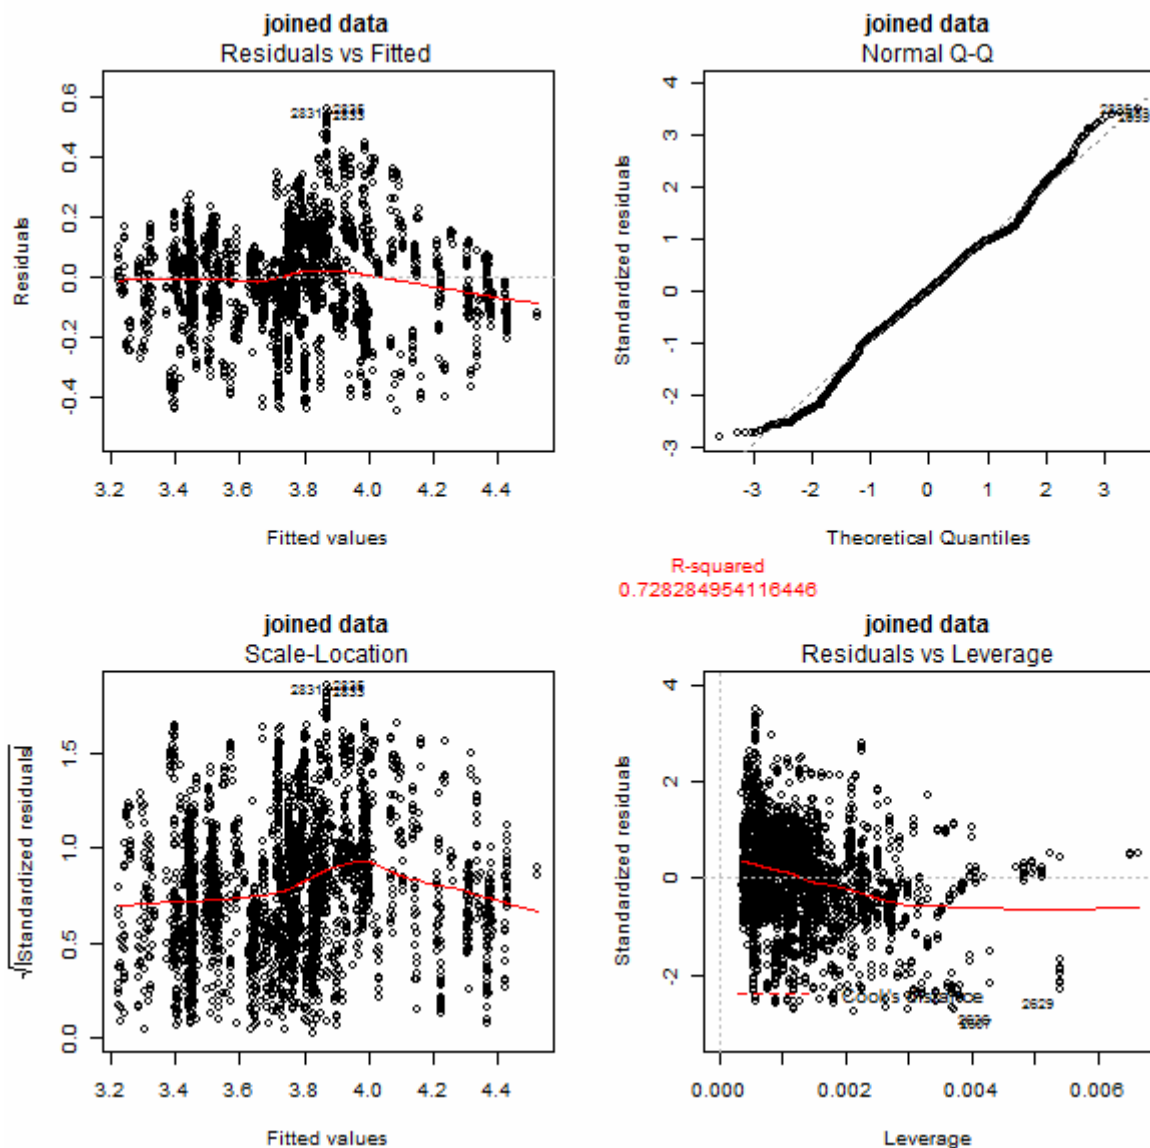 joined data
Residuals vs Fitted
Residuals
0.6
0.4
0.2
0.0
-0.2
-0.4
2831
3.2 3.4 3.6 3.8 4.0 4.2 4.4
Fitted values
joined data
Normal Q-Q
Standardized residuals
4
3
2
1
0
-1
-2
-3
-3 -2 -1 0 1 2 3
Theoretical Quantiles
R-squared
0.728284954116446
joined data
Scale-Location
√|Standardized residuals|
1.5
1.0
0.5
0.0
2831
3.2 3.4 3.6 3.8 4.0 4.2 4.4
Fitted values
joined data
Residuals vs Leverage
Standardized residuals
4
2
0
-2
Cook's distance
2629
0.000 0.002 0.004 0.006
Leverage